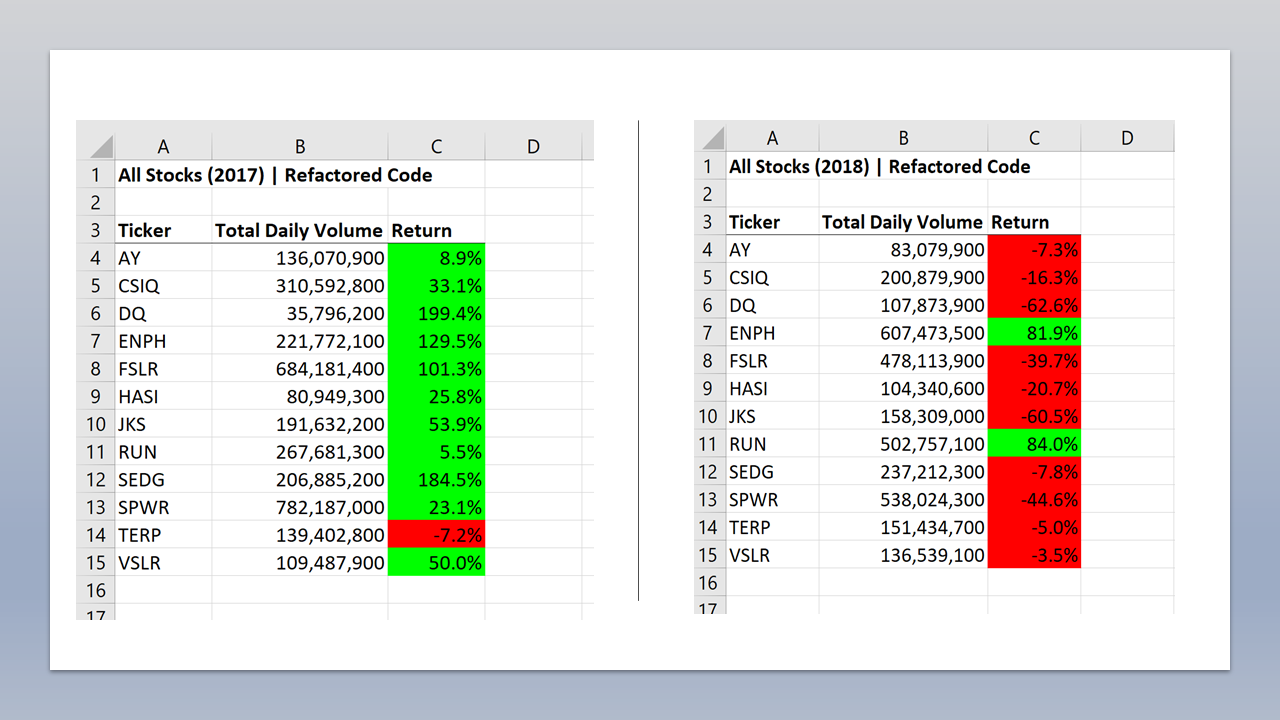 A B C D
1 All Stocks (2017) | Refactored Code
2
3 Ticker Total Daily Volume Return
4 AY 136,070,900 8.9%
5 CSIQ 310,592,800 33.1%
6 DQ 35,796,200 199.4%
7 ENPH 221,772,100 129.5%
8 FSLR 684,181,400 101.3%
9 HASI 80,949,300 25.8%
10 JKS 191,632,200 53.9%
11 RUN 267,681,300 5.5%
12 SEDG 206,885,200 184.5%
13 SPWR 782,187,000 23.1%
14 TERP 139,402,800 -7.2%
15 VSLR 109,487,900 50.0%
16
17
A B C D
1 All Stocks (2018) | Refactored Code
2
3 Ticker Total Daily Volume Return
4 AY 83,079,900 -7.3%
5 CSIQ 200,879,900 -16.3%
6 DQ 107,873,900 -62.6%
7 ENPH 607,473,500 81.9%
8 FSLR 478,113,900 -39.7%
9 HASI 104,340,600 -20.7%
10 JKS 158,309,000 -60.5%
11 RUN 502,757,100 84.0%
12 SEDG 237,212,300 -7.8%
13 SPWR 538,024,300 -44.6%
14 TERP 151,434,700 -5.0%
15 VSLR 136,539,100 -3.5%
16
17